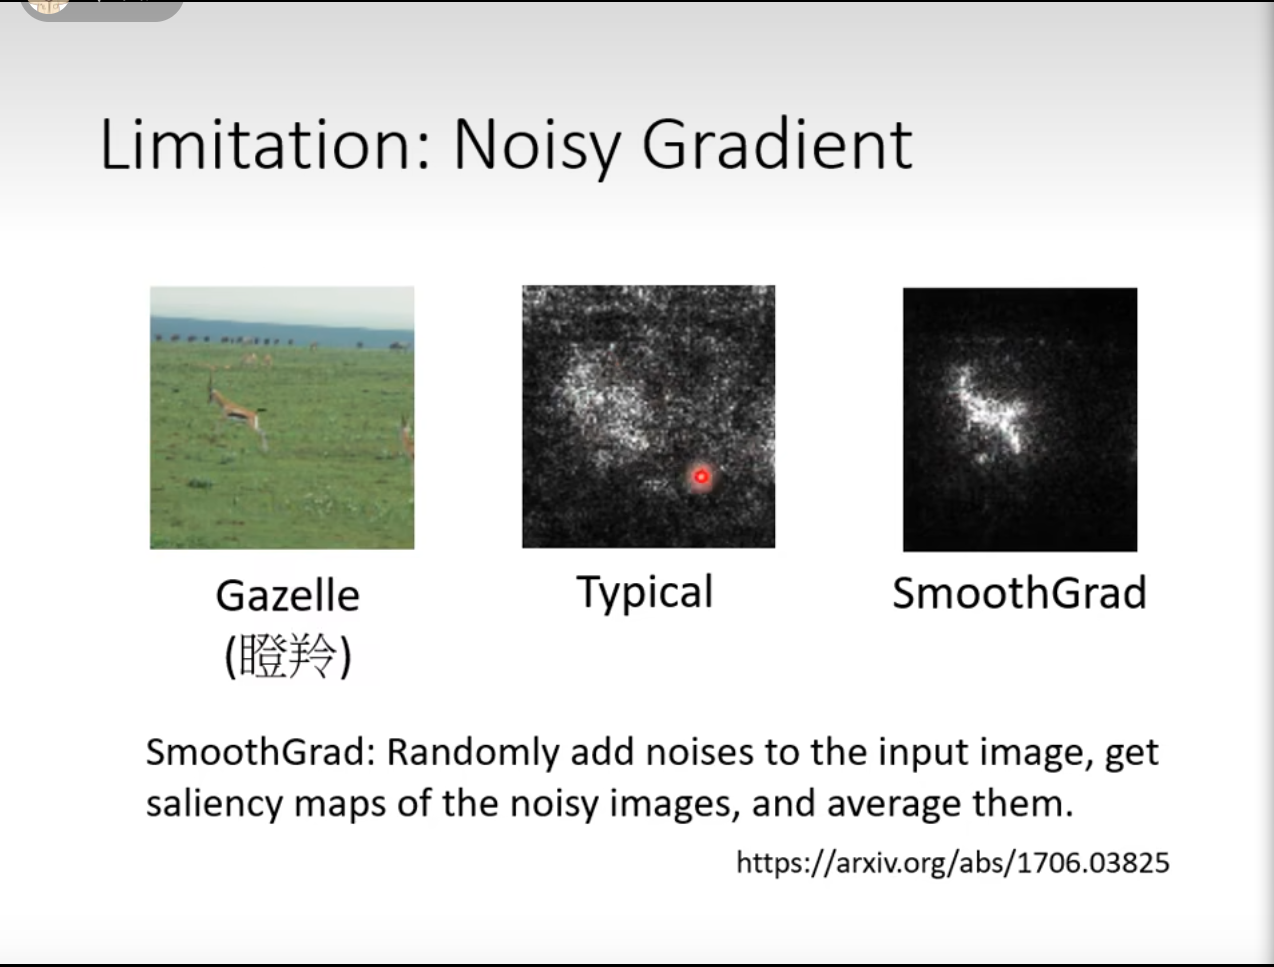 Limitation: Noisy Gradient
Gazelle
(瞪羚)
Typical
SmoothGrad
SmoothGrad: Randomly add noises to the input image, get
saliency maps of the noisy images, and average them.
https://arxiv.org/abs/1706.03825